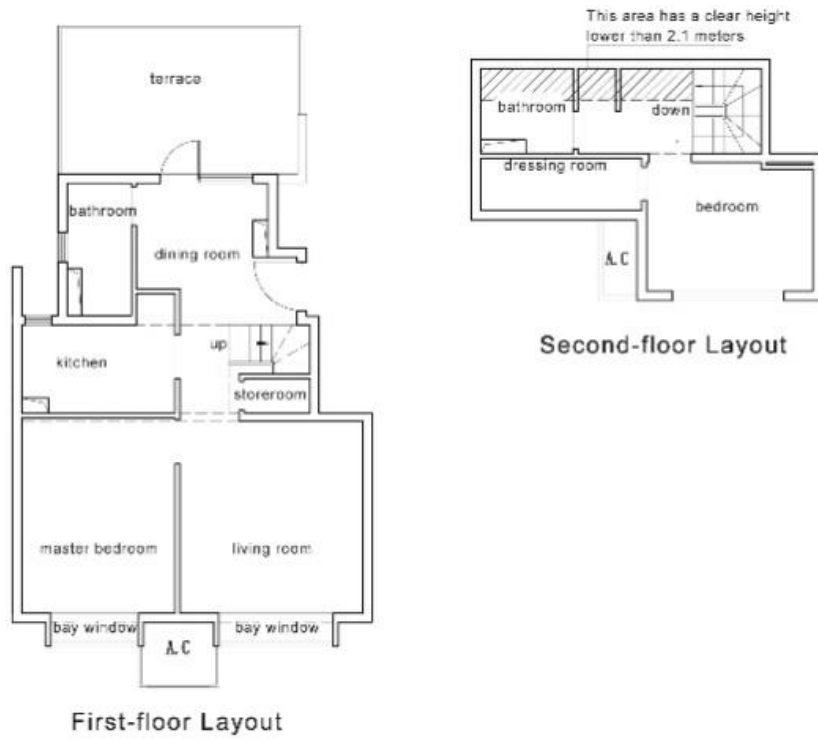 This area has a clear height
lower than 2.1 meters
terrace
bathroom
dining room
up
kitchen
storeroom
master bedroom
living room
bay window
bay window
A.C
First-floor Layout
bathroom
down
dressing room
bedroom
A.C
Second-floor Layout